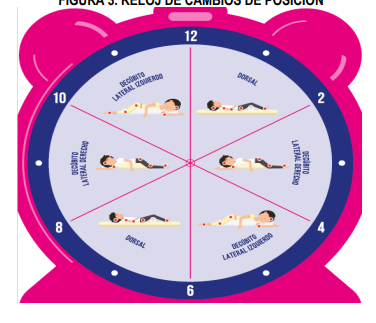 FIGURA 3. RELOJ DE CAMBIOS DE POSICIÓN
12
DECÚBITO
LATERAL IZQUIERDO
DORSAL
10
2
DECÚBITO
LATERAL DERECHO
DECÚBITO
LATERAL DERECHO
8
4
DORSAL
DECÚBITO
LATERAL IZQUIERDO
6